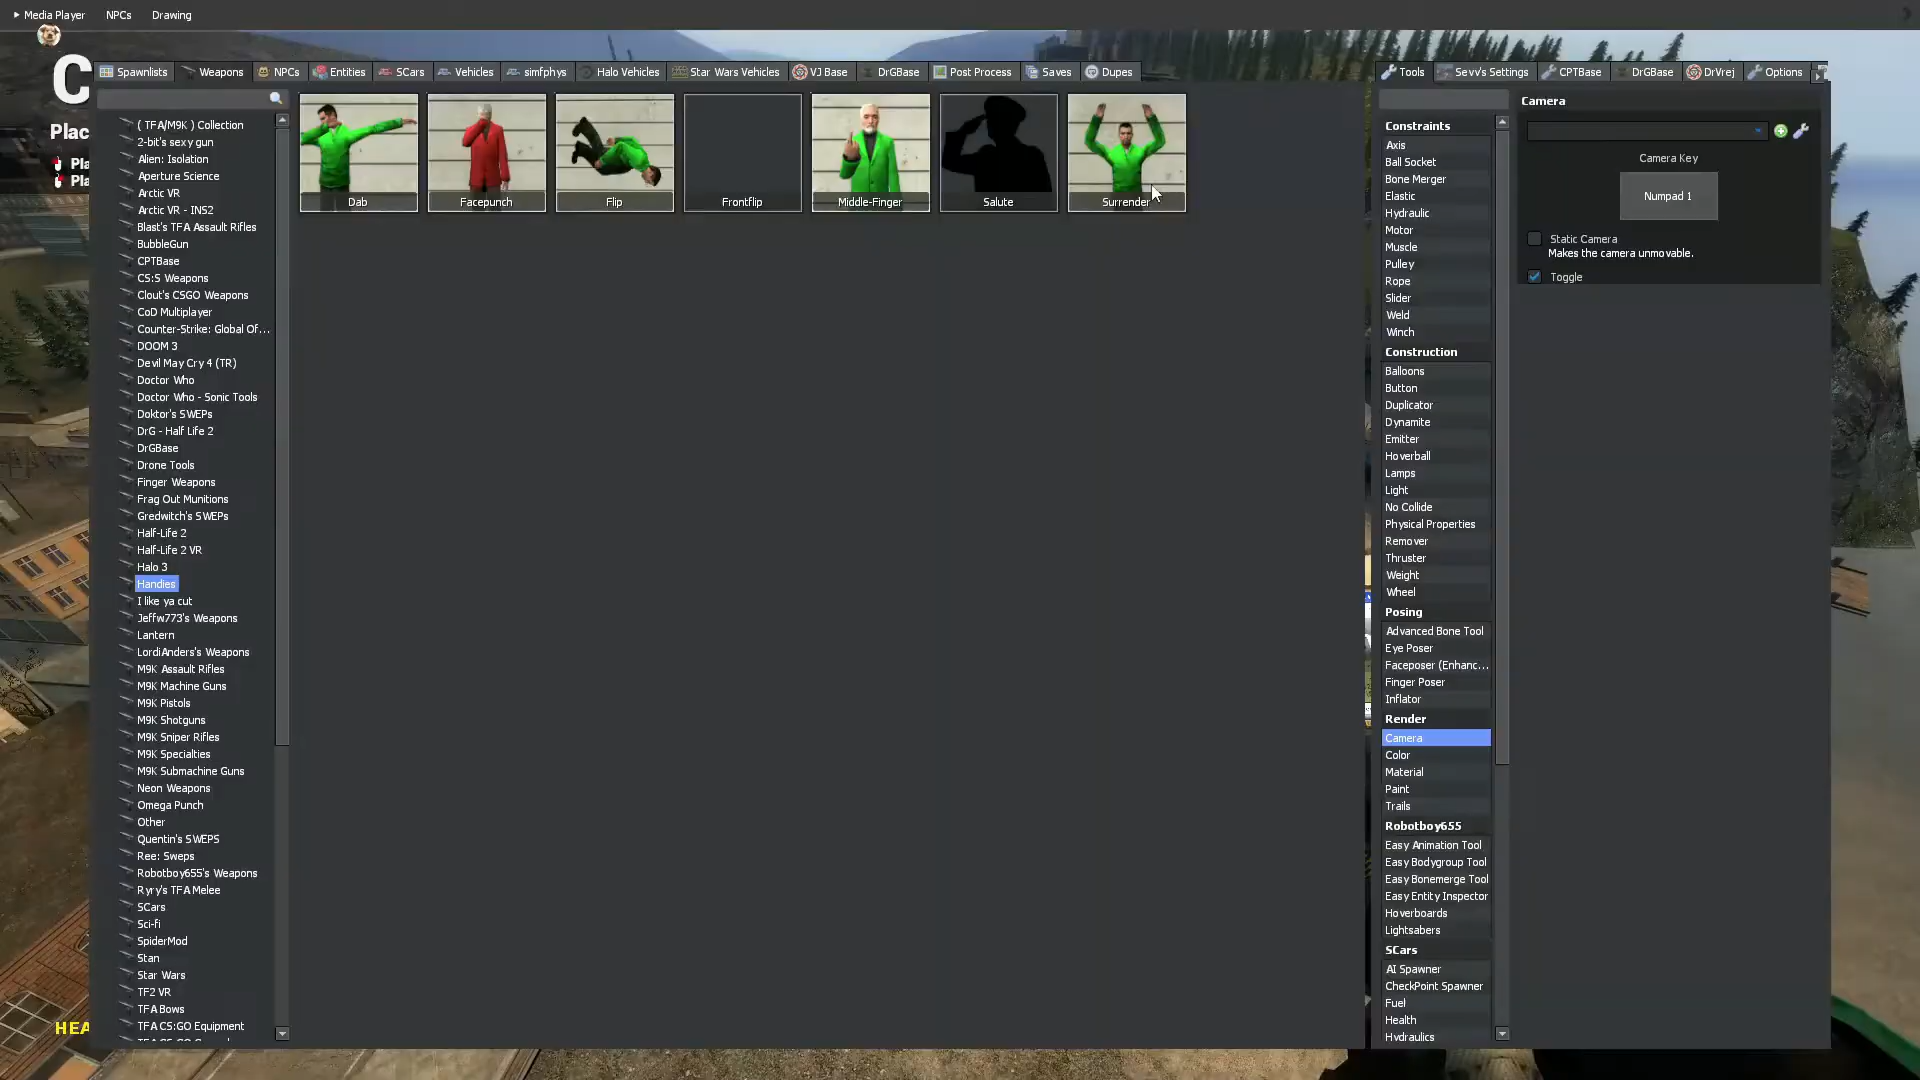 Media Player NPCs Drawing
C
Plac
Pla
Pla
HEA
Spawnlists Weapons NPCs Entities SCars Vehicles simfphys Halo Vehicles Star Wars Vehicles VJ Base DrGBase Post Process Saves Dupes
( TFA/M9K ) Collection
2-bit's sexy gun
Alien: Isolation
Aperture Science
Arctic VR
Arctic VR - INS2
Blast's TFA Assault Rifles
BubbleGun
CPTBase
CS:S Weapons
Clout's CSGO Weapons
CoD Multiplayer
Counter-Strike: Global Of...
DOOM 3
Devil May Cry 4 (TR)
Doctor Who
Doctor Who - Sonic Tools
Doktor's SWEPs
DrG - Half Life 2
DrGBase
Drone Tools
Finger Weapons
Frag Out Munitions
Gredwitch's SWEPs
Half-Life 2
Half-Life 2 VR
Halo 3
Handies
I like ya cut
Jeffw773's Weapons
Lantern
LordiAnders's Weapons
M9K Assault Rifles
M9K Machine Guns
M9K Pistols
M9K Shotguns
M9K Sniper Rifles
M9K Specialties
M9K Submachine Guns
Neon Weapons
Omega Punch
Other
Quentin's SWEPS
Ree: Sweps
Robotboy655's Weapons
Ryry's TFA Melee
SCars
Sci-fi
SpiderMod
Stan
Star Wars
TF2 VR
TFA Bows
TFA CS:GO Equipment
Dab Facepunch Flip Frontflip Middle-Finger Salute Surrender
Tools Sevv's Settings CPTBase DrGBase DrVrej Options
Constraints
Axis
Ball Socket
Bone Merger
Elastic
Hydraulic
Motor
Muscle
Pulley
Rope
Slider
Weld
Winch
Construction
Balloons
Button
Duplicator
Dynamite
Emitter
Hoverball
Lamps
Light
No Collide
Physical Properties
Remover
Thruster
Weight
Wheel
Posing
Advanced Bone Tool
Eye Poser
Faceposer (Enhanc...
Finger Poser
Inflator
Render
Camera
Color
Material
Paint
Trails
Robotboy655
Easy Animation Tool
Easy Bodygroup Tool
Easy Bonemerge Tool
Easy Entity Inspector
Hoverboards
Lightsabers
SCars
AI Spawner
CheckPoint Spawner
Fuel
Health
Hydraulics
Camera
Camera Key
Numpad 1
Static Camera
Makes the camera unmovable.
Toggle